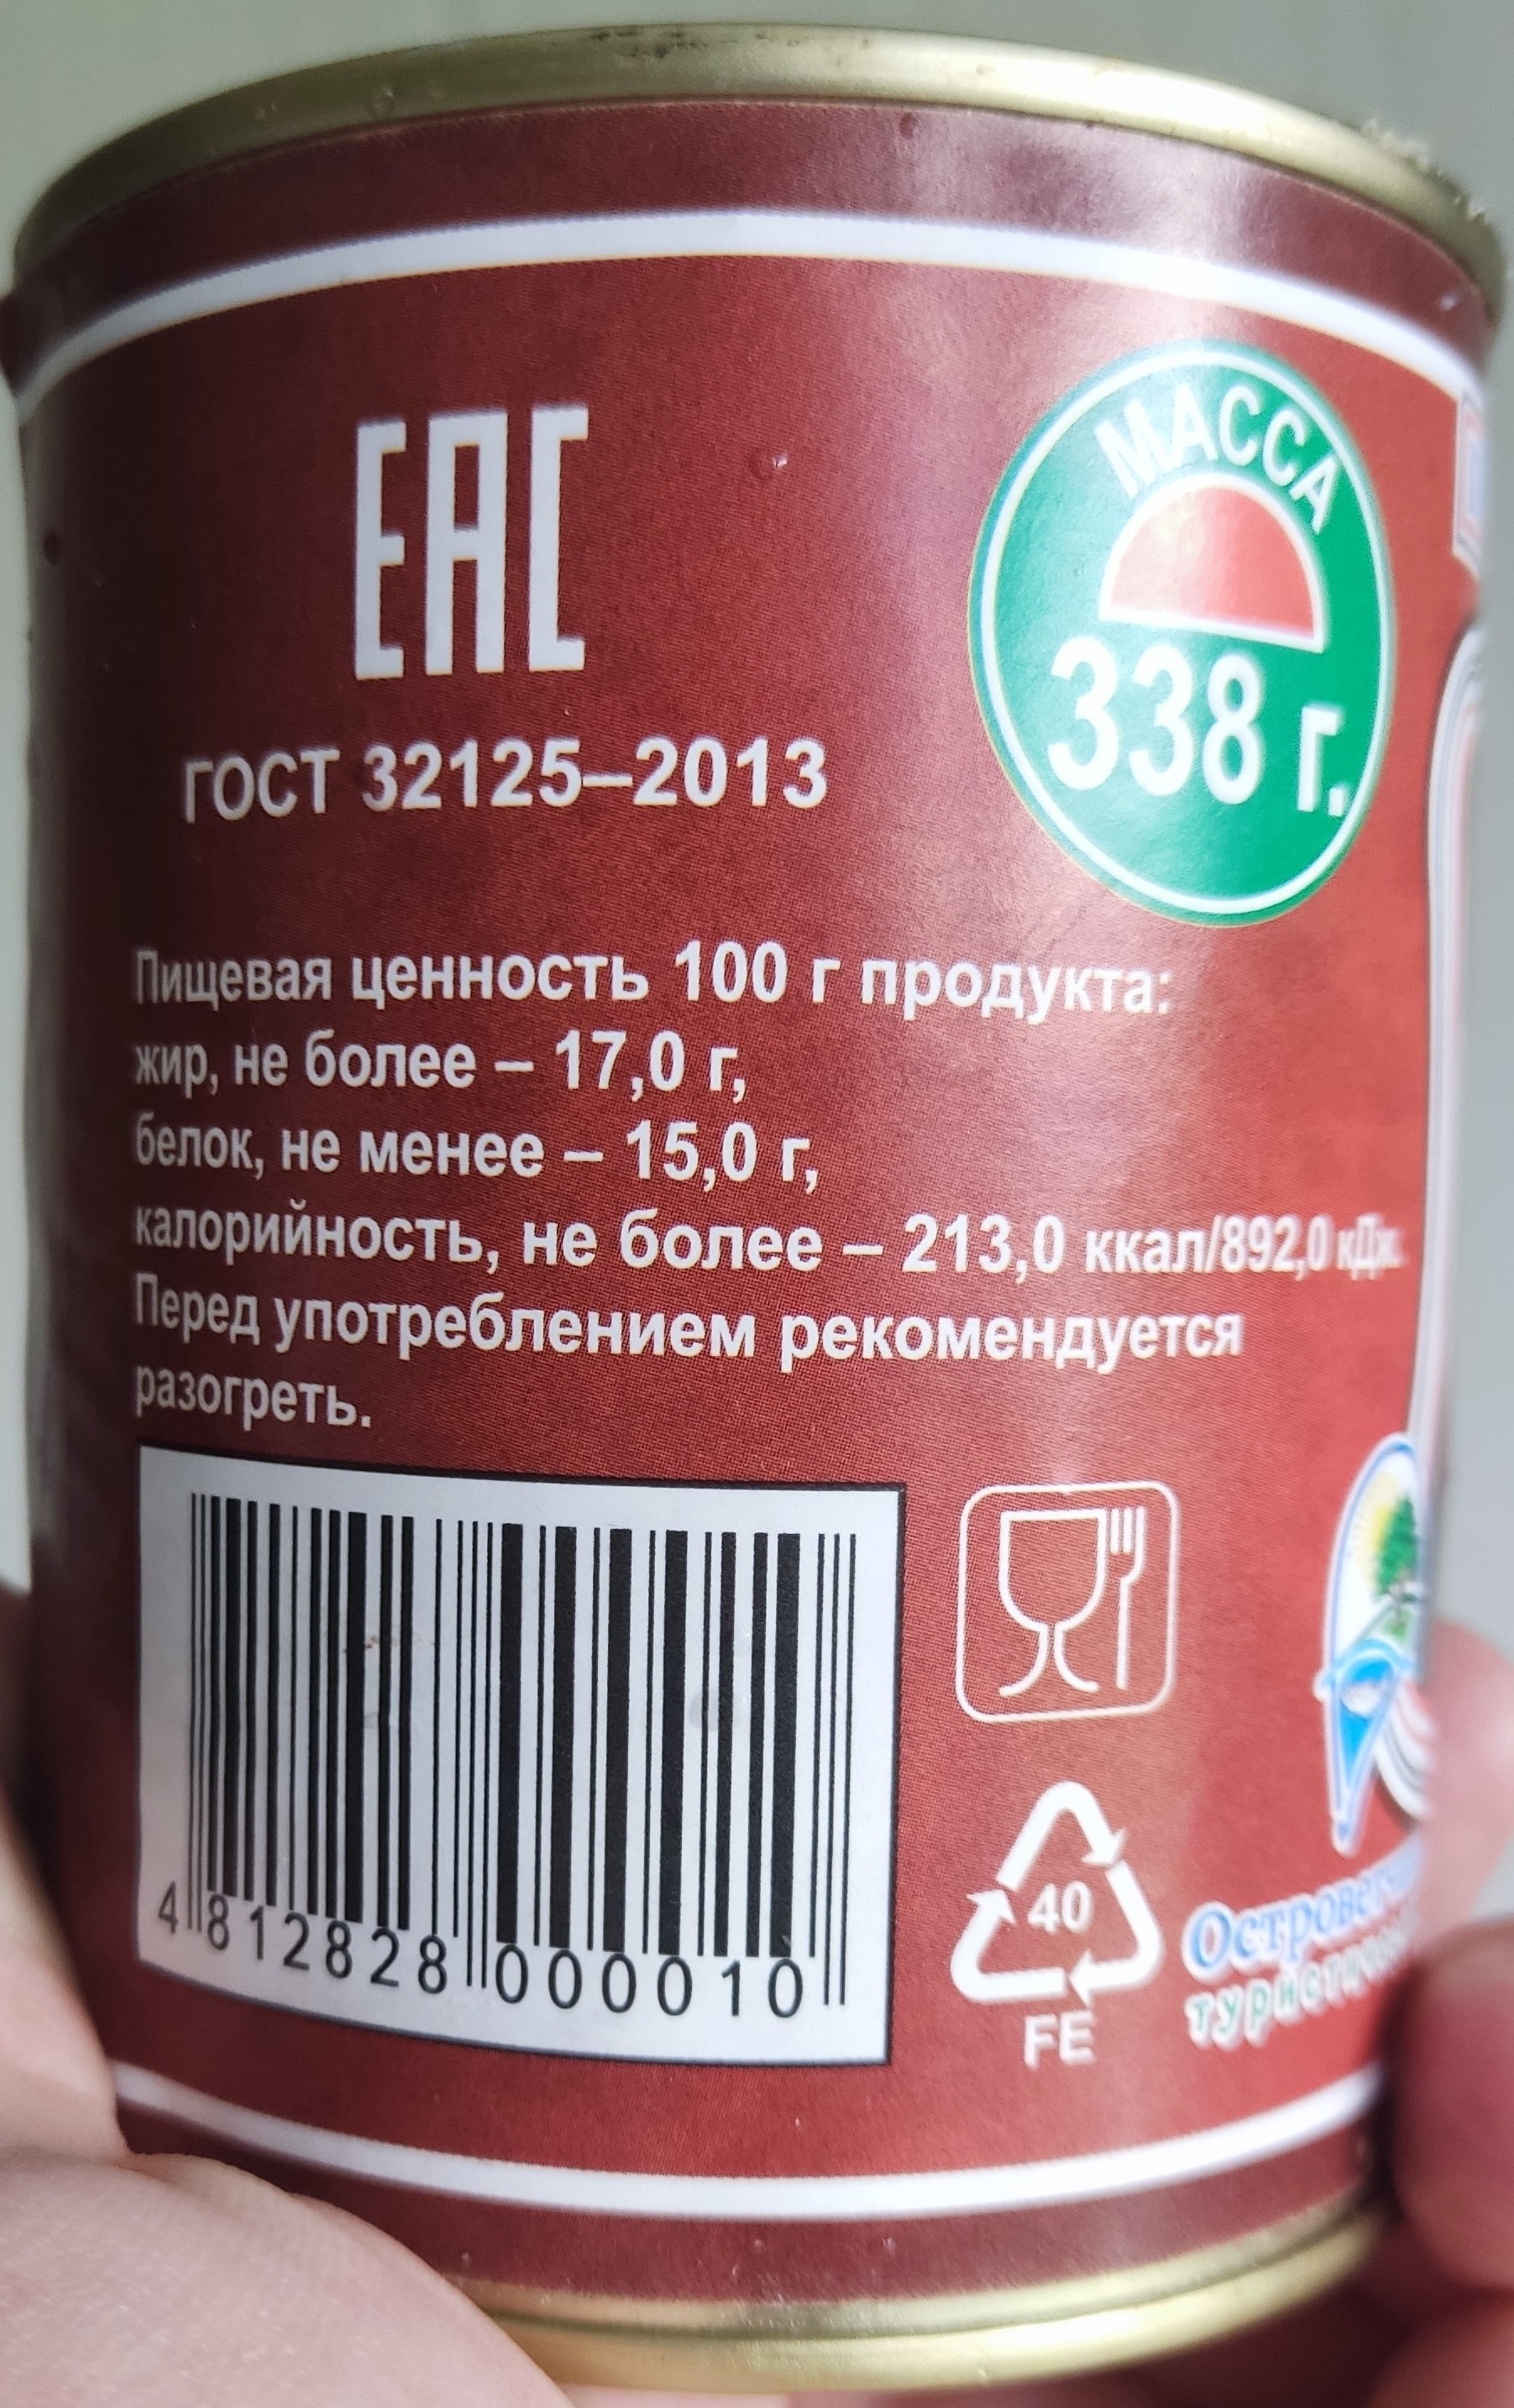 ЕАС
МАССА
338 г.
ГОСТ 32125–2013
Пищевая ценность 100 г продукта:
жир, не более – 17,0 г,
белок, не менее – 15,0 г,
калорийность, не более – 213,0 ккал/892,0 кДж.
Перед употреблением рекомендуется
разогреть.
4 812828 000010
40
FE